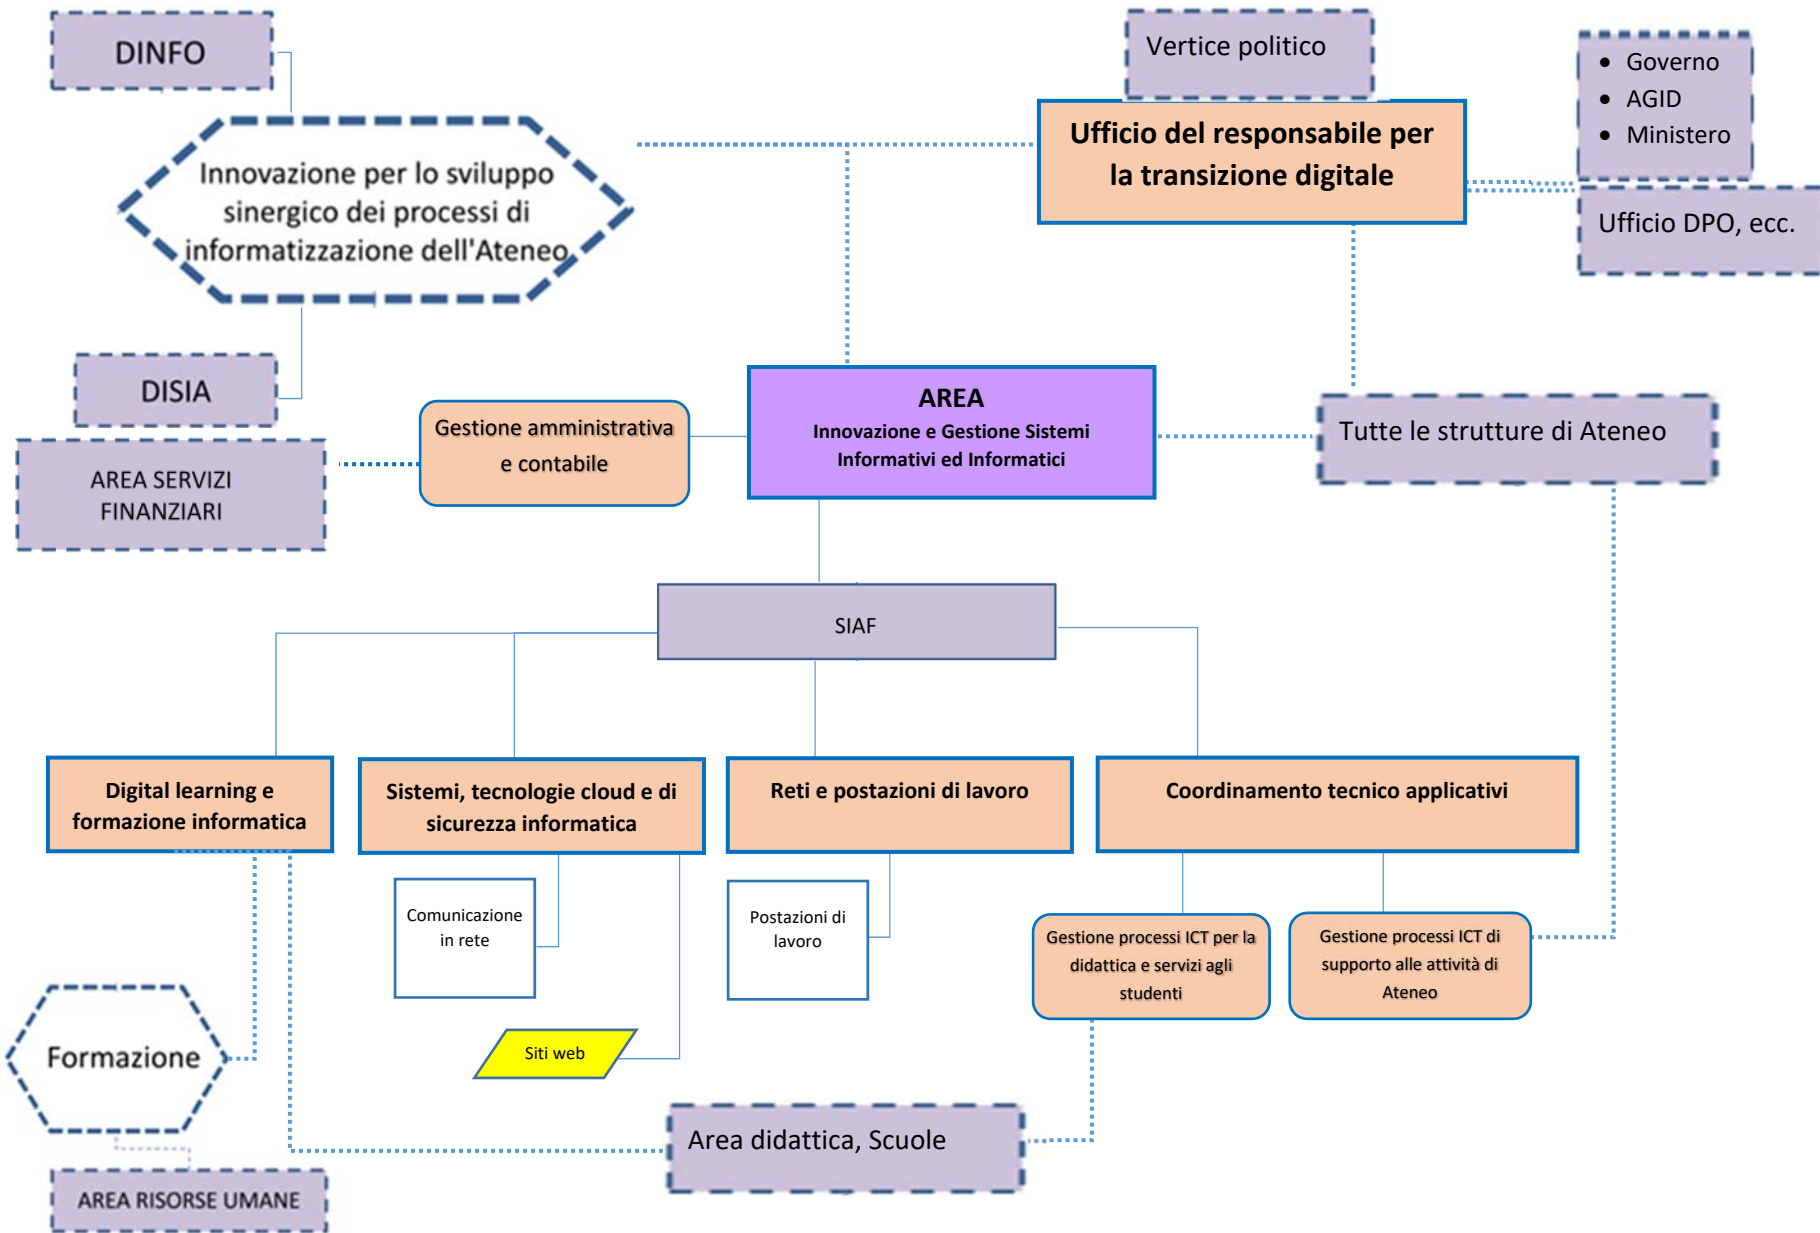 DINFO
Vertice politico
• Governo
• AGID
• Ministero
Ufficio del responsabile per
la transizione digitale
Innovazione per lo sviluppo
sinergico dei processi di
informatizzazione dell'Ateneo
Ufficio DPO, ecc.
DISIA
AREA SERVIZI
FINANZIARI
Gestione amministrativa
e contabile
AREA
Innovazione e Gestione Sistemi
Informativi ed Informatici
Tutte le strutture di Ateneo
SIAF
Digital learning e
formazione informatica
Sistemi, tecnologie cloud e di
sicurezza informatica
Reti e postazioni di lavoro
Coordinamento tecnico applicativi
Comunicazione
in rete
Postazioni di
lavoro
Gestione processi ICT per la
didattica e servizi agli
studenti
Gestione processi ICT di
supporto alle attività di
Ateneo
Formazione
Siti web
Area didattica, Scuole
AREA RISORSE UMANE